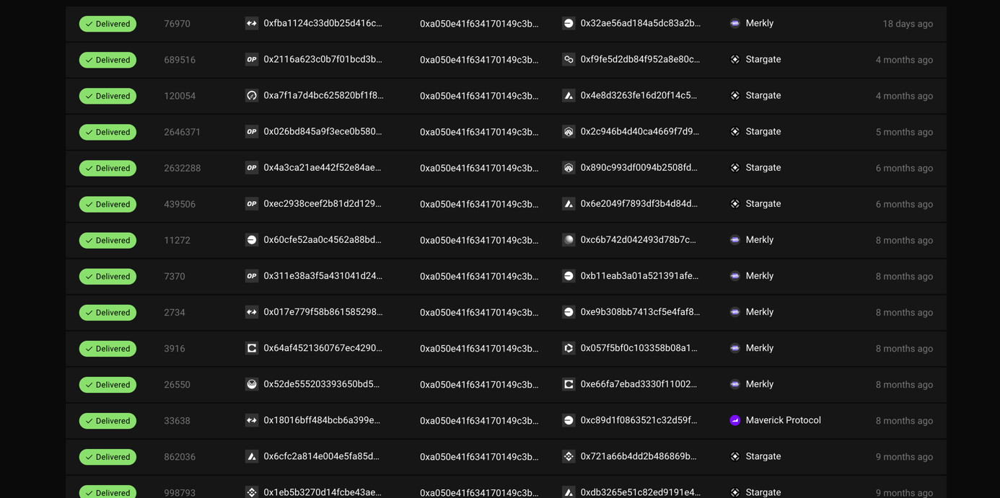 Delivered 76970 0xfba1124c33d0b25d416c... 0xa050e41f634170149c3b... 0x32ae56ad184a5dc83a2b... Merkly 18 days ago
Delivered 689516 OP 0x2116a623c0b7f01bcd3b... 0xa050e41f634170149c3b... 0xf9fe5d2db84f952a8e80c... Stargate 4 months ago
Delivered 120054 0xa7f1a7d4bc625820bf1f8... 0xa050e41f634170149c3b... 0x4e8d3263fe16d20f14c5... Stargate 4 months ago
Delivered 2646371 OP 0x026bd845a9f3ece0b580... 0xa050e41f634170149c3b... 0x2c946b4d40ca4669f7d9... Stargate 5 months ago
Delivered 2632288 OP 0x4a3ca21ae442f52e84ae... 0xa050e41f634170149c3b... 0x890c993df0094b2508fd... Stargate 6 months ago
Delivered 439506 OP 0xec2938ceef2b81d2d129... 0xa050e41f634170149c3b... 0x6e2049f7893df3b4d84d... Stargate 6 months ago
Delivered 11272 0x60cfe52aa0c4562a88bd... 0xa050e41f634170149c3b... 0xc6b742d042493d78b7c... Merkly 8 months ago
Delivered 7370 OP 0x311e38a3f5a431041d24... 0xa050e41f634170149c3b... 0xb11eab3a01a521391afe... Merkly 8 months ago
Delivered 2734 0x017e779f58b861585298... 0xa050e41f634170149c3b... 0xe9b308bb7413cf5e4faf8... Merkly 8 months ago
Delivered 3916 0x64af4521360767ec4290... 0xa050e41f634170149c3b... 0x057f5bf0c103358b08a1... Merkly 8 months ago
Delivered 26550 0x52de555203393650bd5... 0xa050e41f634170149c3b... 0xe66fa7ebad3330f11002... Merkly 8 months ago
Delivered 33638 0x18016bff484bcb6a399e... 0xa050e41f634170149c3b... 0xc89d1f0863521c32d59f... Maverick Protocol 8 months ago
Delivered 862036 0x6cfc2a814e004e5fa85d... 0xa050e41f634170149c3b... 0x721a66b4dd2b486869b... Stargate 9 months ago
Delivered 998793 0x1eb5b3270d14fcbe43ae... 0xa050e41f634170149c3b... 0xdb3265e51c82ed9191e4... Stargate 9 months ago